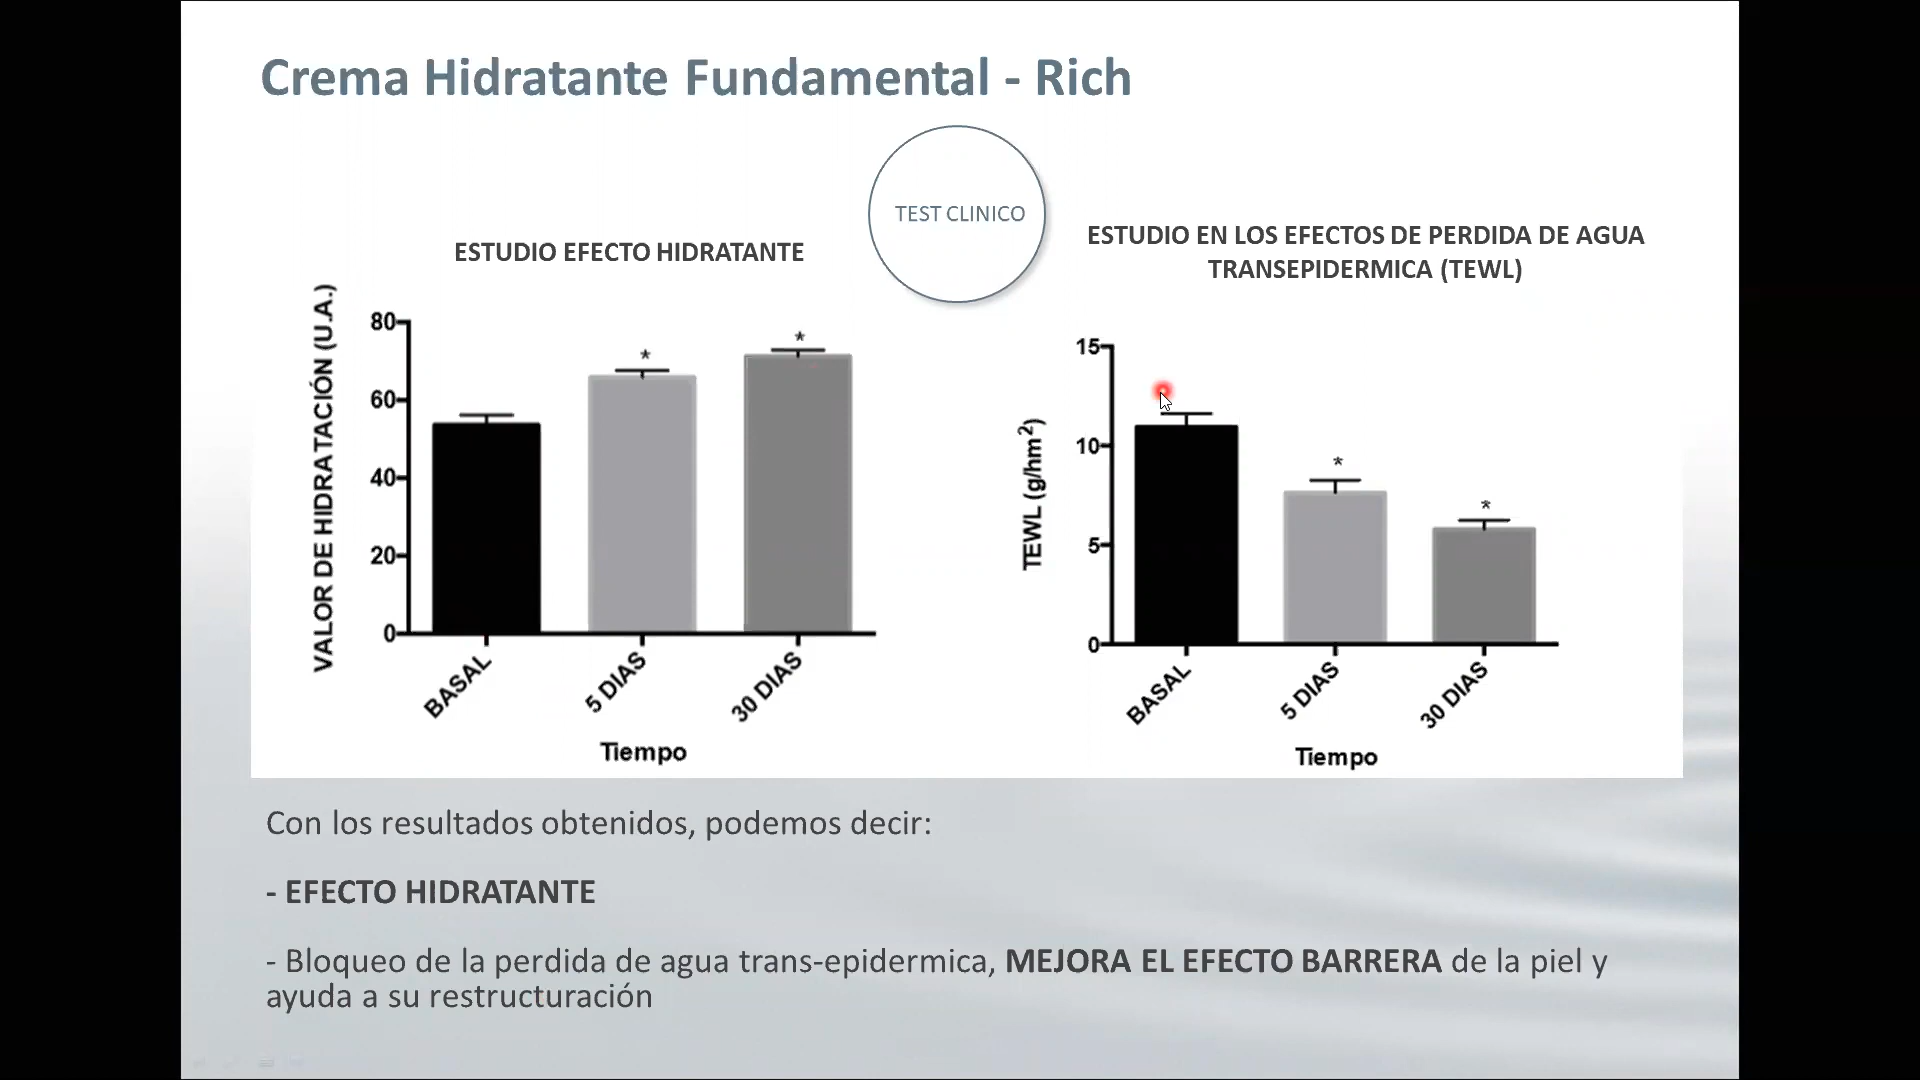 Crema Hidratante Fundamental - Rich
TEST CLINICO
ESTUDIO EFECTO HIDRATANTE
VALOR DE HIDRATACIÓN (U.A.)
80
60
40
20
0
*
*
BASAL
5 DIAS
30 DIAS
Tiempo
ESTUDIO EN LOS EFECTOS DE PERDIDA DE AGUA
TRANSEPIDERMICA (TEWL)
TEWL (g/hm²)
15
10
5
0
*
*
BASAL
5 DIAS
30 DIAS
Tiempo
Con los resultados obtenidos, podemos decir:
- EFECTO HIDRATANTE
- Bloqueo de la perdida de agua trans-epidermica, MEJORA EL EFECTO BARRERA de la piel y
ayuda a su restructuración